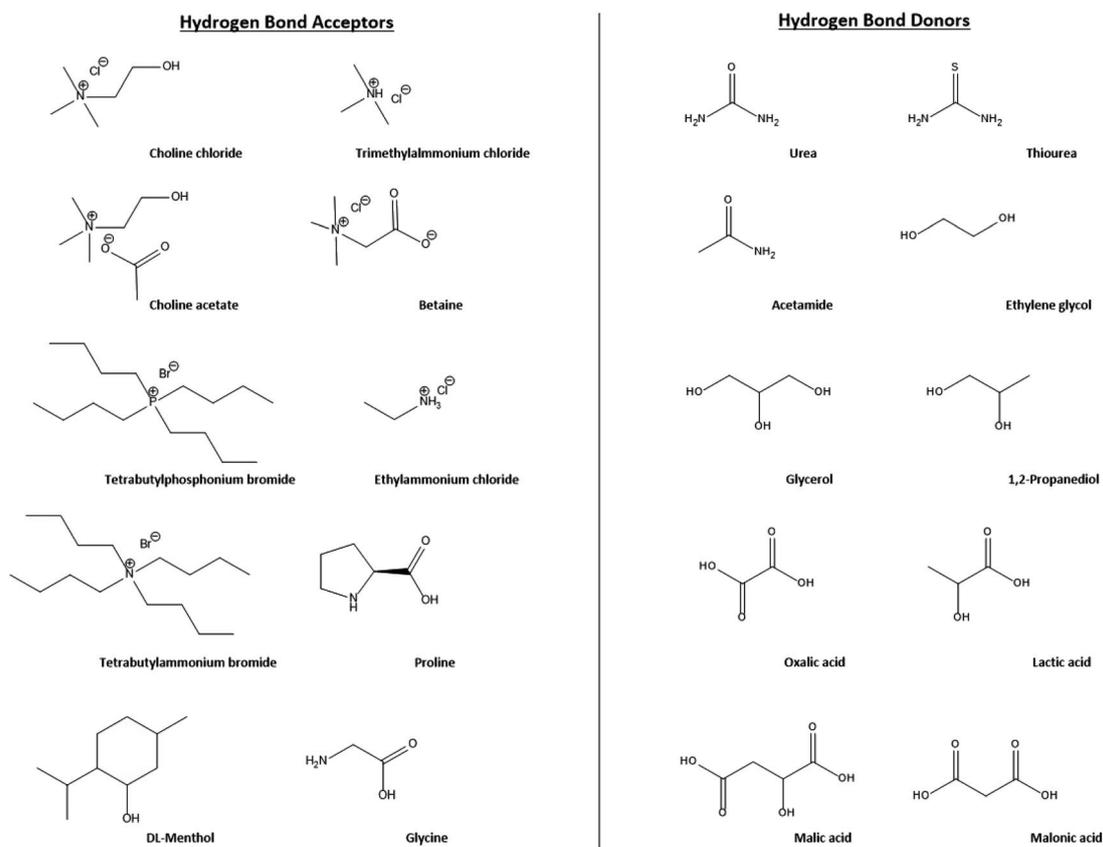 Hydrogen Bond Acceptors
Hydrogen Bond Donors
Cl⊖
OH
N⊕
Choline chloride
NH⊕
Cl⊖
Trimethylalmmonium chloride
O
H₂N
NH₂
Urea
S
H₂N
NH₂
Thiourea
OH
N⊕
O⊖
O
Choline acetate
Cl⊖
O
N⊕
O⊖
Betaine
O
NH₂
Acetamide
HO
OH
Ethylene glycol
Br⊖
P⊕
Tetrabutylphosphonium bromide
NH₃⊕
Cl⊖
Ethylammonium chloride
HO
OH
OH
Glycerol
HO
OH
1,2-Propanediol
Br⊖
N⊕
Tetrabutylammonium bromide
O
N
H
OH
Proline
O
HO
OH
O
Oxalic acid
O
OH
OH
Lactic acid
OH
DL-Menthol
H₂N
O
OH
Glycine
O
HO
OH
O
OH
Malic acid
O
O
HO
OH
Malonic acid